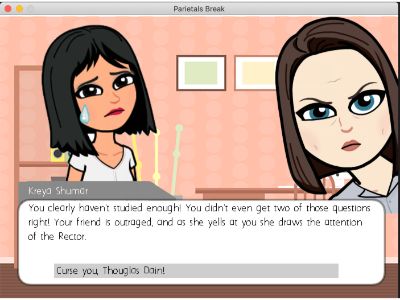 Parietals Break
Kreya Shumar
You clearly haven't studied enough! You didn't even get two of those questions
right! Your friend is outraged, and as she yells at you she draws the attention
of the Rector.
Curse you, Thouglas Dain!